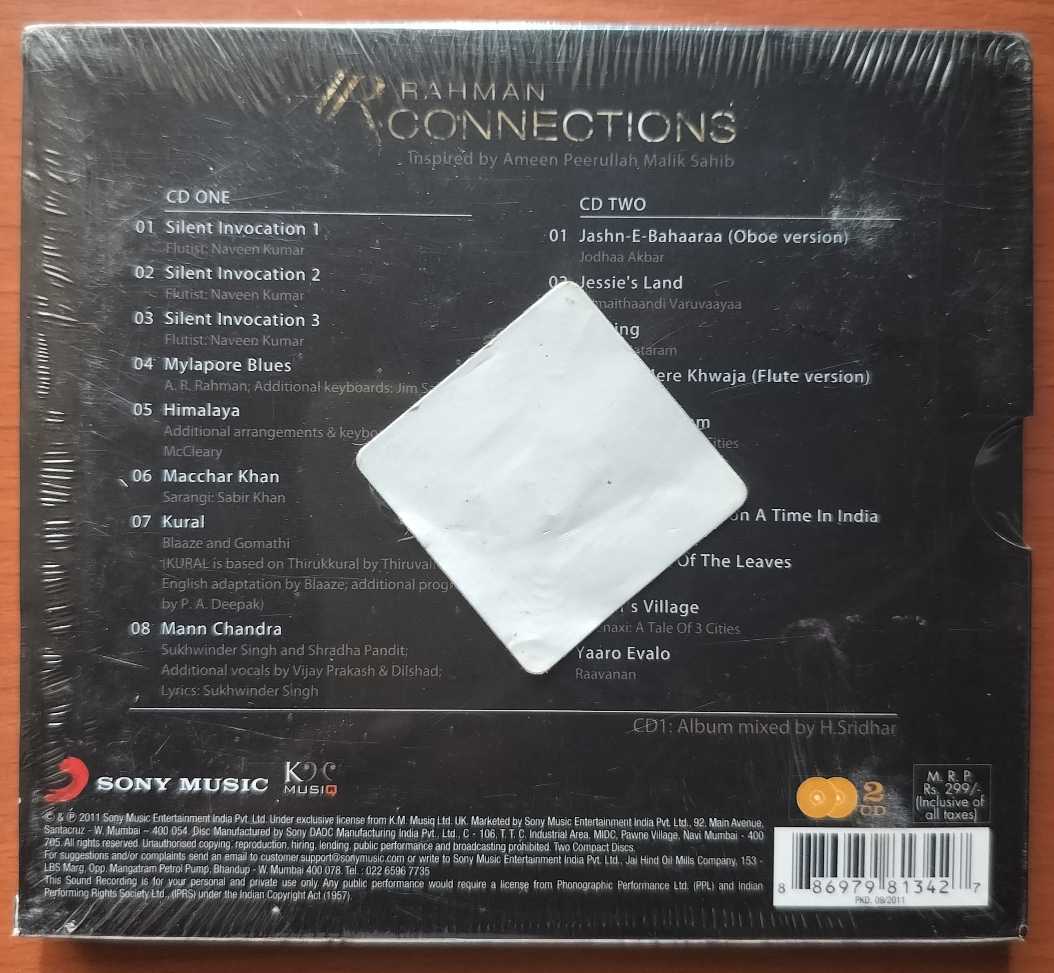 RAHMAN
CONNECTIONS
Inspired by Ameen Peerullah Malik Sahib
CD ONE
01 Silent Invocation 1
Flutist: Naveen Kumar
02 Silent Invocation 2
Flutist: Naveen Kumar
03 Silent Invocation 3
Flutist: Naveen Kumar
04 Mylapore Blues
A. R. Rahman; Additional keyboards: Jim
05 Himalaya
Additional arrangements &
McCleary
06 Macchar Khan
Sarangi: Sabir Khan
07 Kural
Blaaze and Gomathi
(KURAL is based on Thirukkural by
English adaptation by Blaaze; additional
by P. A. Deepak)
08 Mann Chandra
Sukhwinder Singh and Shradha Pandit;
Additional vocals by Vijay Prakash & Dilshad;
Lyrics: Sukhwinder Singh
CD TWO
01 Jashn-E-Bahaaraa (Oboe version)
Jodhaa Akbar
Jessie's Land
Varuvaayaa
Khwaja (Flute version)
Cities
A Time In India
Of The Leaves
's Village
A Tale Of 3 Cities
Yaaro Evalo
Raavanan
CD1: Album mixed by H.Sridhar
SONY MUSIC
MUSIQ
2
CD
M. R. P.
Rs. 299/-
(Inclusive of
all taxes)
© & ℗ 2011 Sony Music Entertainment India Pvt. Ltd. Under exclusive license from K.M. Musiq Ltd. UK. Marketed by Sony Music Entertainment India Pvt. Ltd., 92, Main Avenue,
Santacruz - W. Mumbai – 400 054. Disc Manufactured by Sony DADC Manufacturing India Pvt., Ltd., C - 106, T. T. C. Industrial Area, MIDC, Pawne Village, Navi Mumbai - 400
705. All rights reserved. Unauthorised copying, reproduction, hiring, lending, public performance and broadcasting prohibited. Two Compact Discs.
For suggestions and/or complaints send an email to customer.support@sonymusic.com or write to Sony Music Entertainment India Pvt. Ltd., Jai Hind Oil Mills Company, 153 -
LBS Marg, Opp. Mangatram Petrol Pump, Bhandup - W. Mumbai 400 078. Tel. : 022 6596 7735
This Sound Recording is for your personal and private use only. Any public performance would require a license from Phonographic Performance Ltd. (PPL) and Indian
Performing Rights Society Ltd., (IPRS) under the Indian Copyright Act (1957).
8 86979 81342 7
PKD. 08/2011